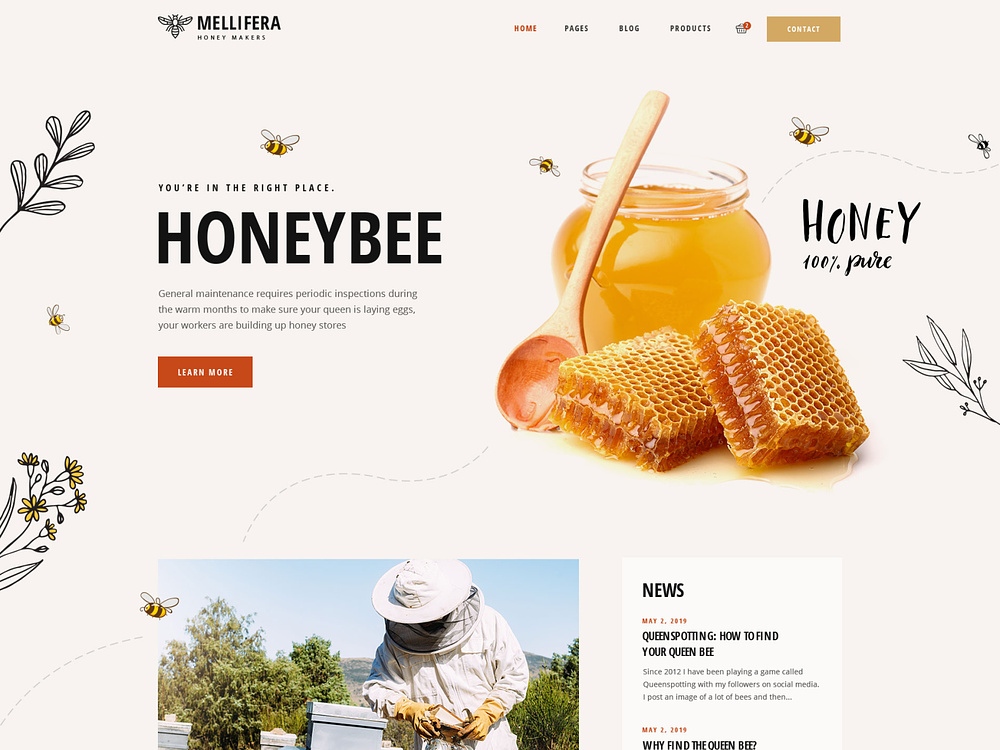 MELLIFERA
HONEY MAKERS
HOME PAGES BLOG PRODUCTS 2 CONTACT
YOU'RE IN THE RIGHT PLACE.
HONEYBEE
General maintenance requires periodic inspections during
the warm months to make sure your queen is laying eggs,
your workers are building up honey stores
LEARN MORE
HONEY
100% pure
NEWS
MAY 2, 2019
QUEENSPOTTING: HOW TO FIND
YOUR QUEEN BEE
Since 2012 I have been playing a game called
Queenspotting with my followers on social media.
I post an image of a lot of bees and then...
MAY 2, 2019
WHY FIND THE QUEEN BEE?